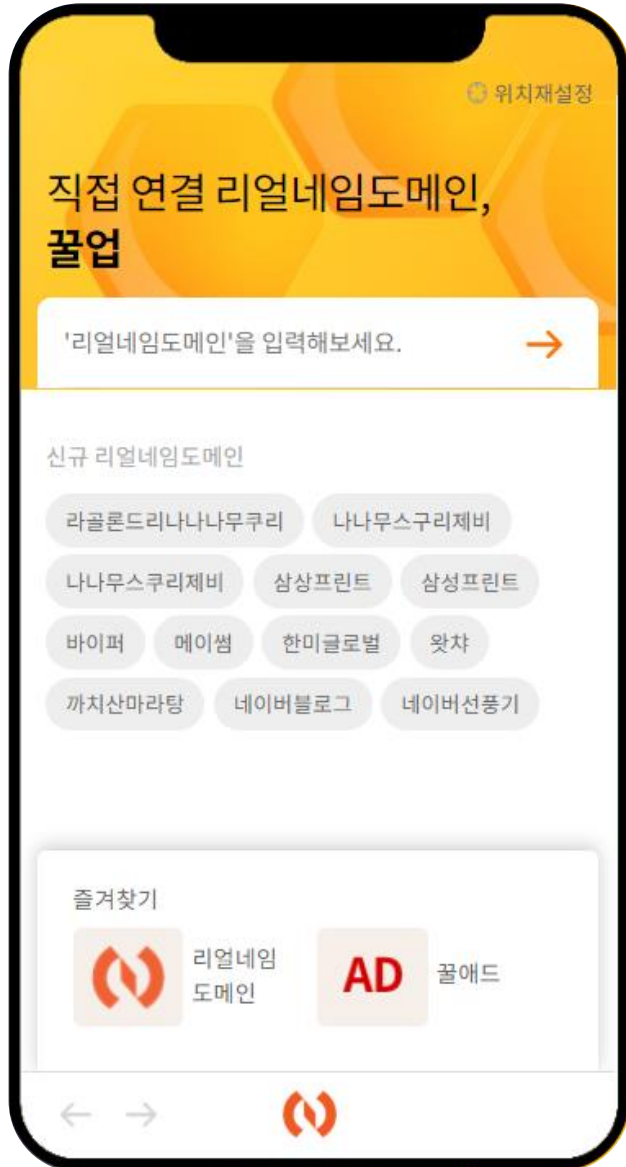 위치재설정
직접 연결 리얼네임도메인,
꿀업
'리얼네임도메인'을 입력해보세요.
신규 리얼네임도메인
라골론드리나나나무쿠리 나나무스구리제비
나나무스쿠리제비 삼상프린트 삼성프린트
바이퍼 메이썸 한미글로벌 왓챠
까치산마라탕 네이버블로그 네이버선풍기
즐겨찾기
리얼네임
도메인
AD 꿀애드